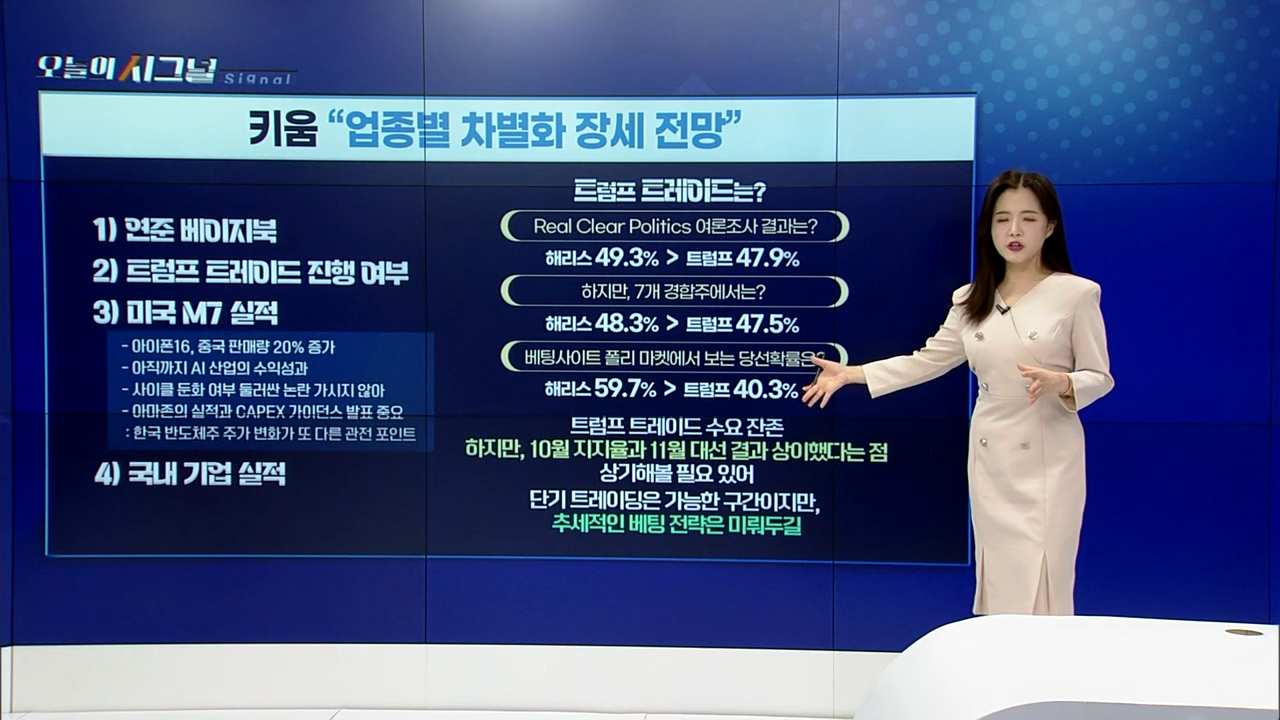 오늘의 시그널
Signal
키움 “업종별 차별화 장세 전망”
1) 연준 베이지북
2) 트럼프 트레이드 진행 여부
3) 미국 M7 실적
- 아이폰16, 중국 판매량 20% 증가
- 아직까지 AI 산업의 수익성과
- 사이클 둔화 여부 둘러싼 논란 가시지 않아
- 아마존의 실적과 CAPEX 가이던스 발표 중요
: 한국 반도체주 주가 변화가 또 다른 관전 포인트
4) 국내 기업 실적
트럼프 트레이드는?
Real Clear Politics 여론조사 결과는?
해리스 49.3% > 트럼프 47.9%
하지만, 7개 경합주에서는?
해리스 48.3% > 트럼프 47.5%
베팅사이트 폴리 마켓에서 보는 당선확률은?
해리스 59.7% > 트럼프 40.3%
트럼프 트레이드 수요 잔존
하지만, 10월 지지율과 11월 대선 결과 상이했다는 점
상기해볼 필요 있어
단기 트레이딩은 가능한 구간이지만,
추세적인 베팅 전략은 미뤄두길